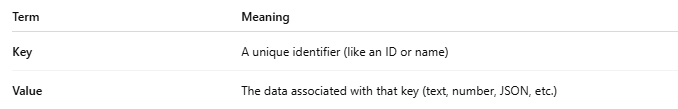 Term Meaning
Key A unique identifier (like an ID or name)
Value The data associated with that key (text, number, JSON, etc.)